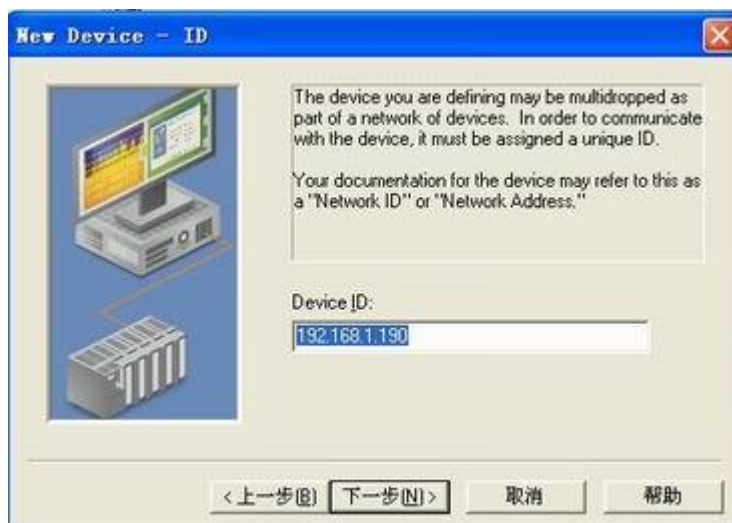 New Device - ID
The device you are defining may be multidropped as
part of a network of devices. In order to communicate
with the device, it must be assigned a unique ID.
Your documentation for the device may refer to this as
a "Network ID" or "Network Address."
Device ID:
192.168.1.190
<上一步(B) 下一步(N)> 取消 帮助